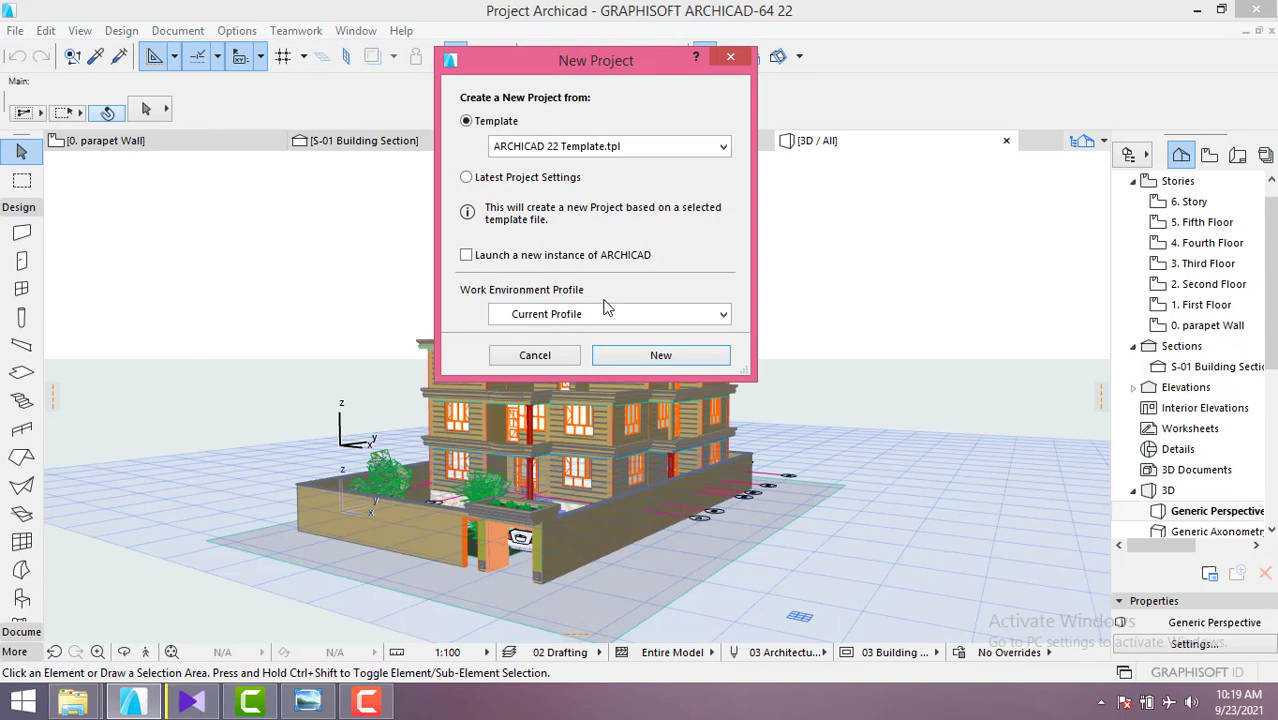 Project Archicad - GRAPHISOFT ARCHICAD-64 22
File Edit View Design Document Options Teamwork Window Help
Main:
New Project
Create a New Project from:
Template
ARCHICAD 22 Template.tpl
Latest Project Settings
This will create a new Project based on a selected
template file.
Launch a new instance of ARCHICAD
Work Environment Profile
Current Profile
Cancel
New
[0. parapet Wall]
[S-01 Building Section]
[3D / All]
Design
Stories
6. Story
5. Fifth Floor
4. Fourth Floor
3. Third Floor
2. Second Floor
1. First Floor
0. parapet Wall
Sections
S-01 Building Secti
Elevations
Interior Elevations
Worksheets
Details
3D Documents
3D
Generic Perspective
Generic Axonometry
Properties
Generic Perspective
Settings...
z
y
x
z
y
x
Activate Windows
Go to PC settings to activate Windows.
Docume
More
N/A
N/A
1:100
02 Drafting
Entire Model
03 Architectu...
03 Building ...
No Overrides
Click an Element or Draw a Selection Area. Press and Hold Ctrl+Shift to Toggle Element/Sub-Element Selection.
GRAPHISOFT ID
10:19 AM
9/23/2021